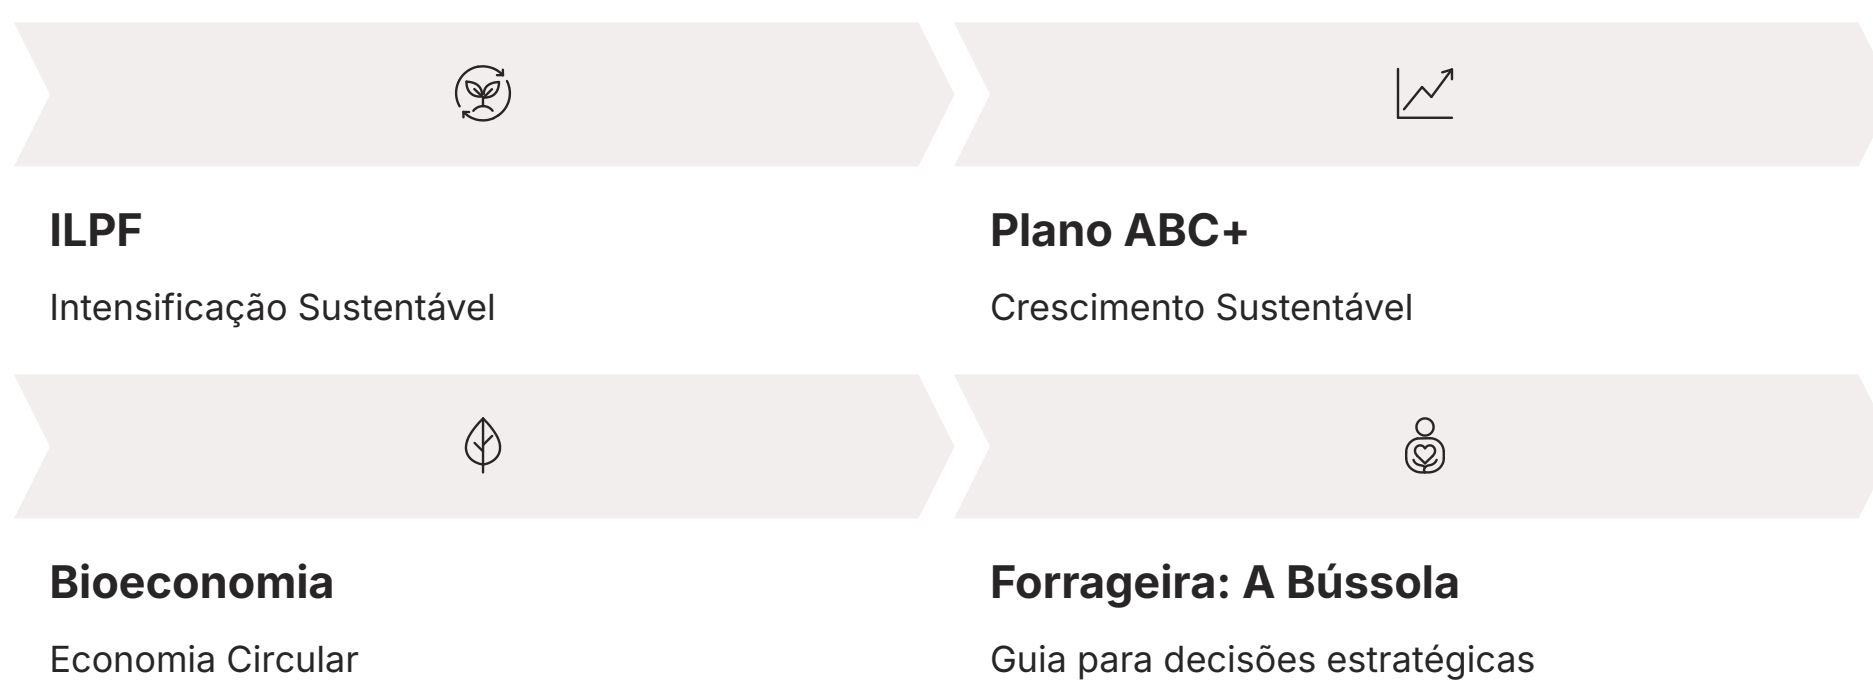 ILPF
Intensificação Sustentável
Plano ABC+
Crescimento Sustentável
Bioeconomia
Economia Circular
Forrageira: A Bússola
Guia para decisões estratégicas